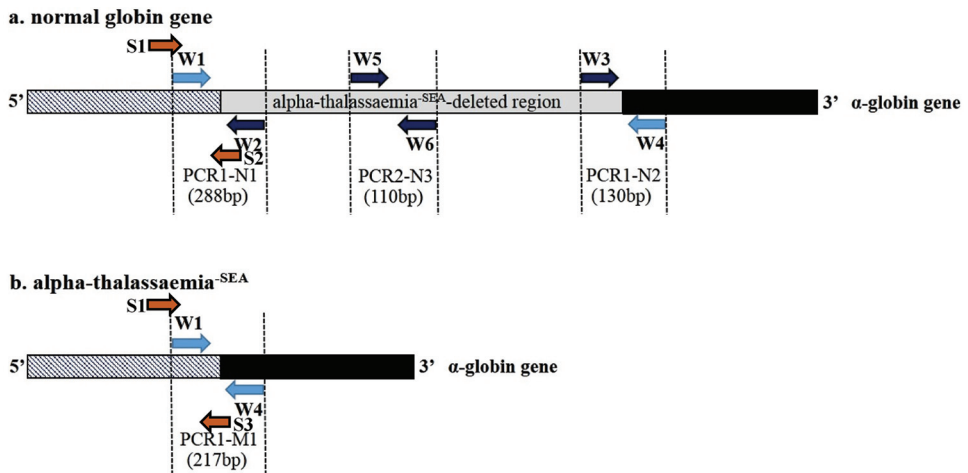 a. normal globin gene
S1
W1
W5
W3
5’
alpha-thalassaemia-SEA-deleted region
3’
α-globin gene
W2
S2
W6
W4
PCR1-N1
(288bp)
PCR2-N3
(110bp)
PCR1-N2
(130bp)
b. alpha-thalassaemia-SEA
S1
W1
5’
3’
α-globin gene
W4
S3
PCR1-M1
(217bp)